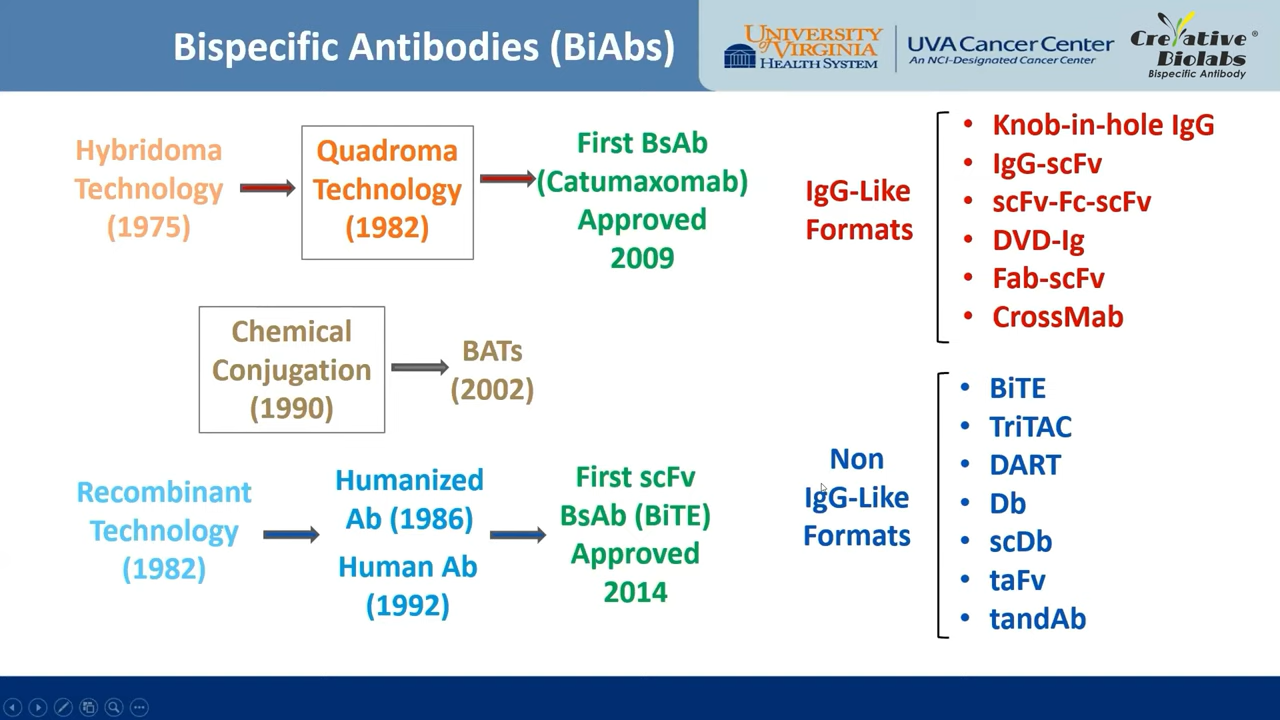 Bispecific Antibodies (BiAbs)
UNIVERSITY
of VIRGINIA
HEALTH SYSTEM
UVA CANCER CENTER
An NCI-Designated Cancer Center
Creative
Biolabs
®
Bispecific Antibody
Hybridoma
Technology
(1975)
Quadroma
Technology
(1982)
First BsAb
(Catumaxomab)
Approved
2009
Chemical
Conjugation
(1990)
BATs
(2002)
Recombinant
Technology
(1982)
Humanized
Ab (1986)
Human Ab
(1992)
First scFv
BsAb (BiTE)
Approved
2014
IgG-Like
Formats
• Knob-in-hole IgG
• IgG-scFv
• scFv-Fc-scFv
• DVD-Ig
• Fab-scFv
• CrossMab
Non
IgG-Like
Formats
• BiTE
• TriTAC
• DART
• Db
• scDb
• taFv
• tandAb